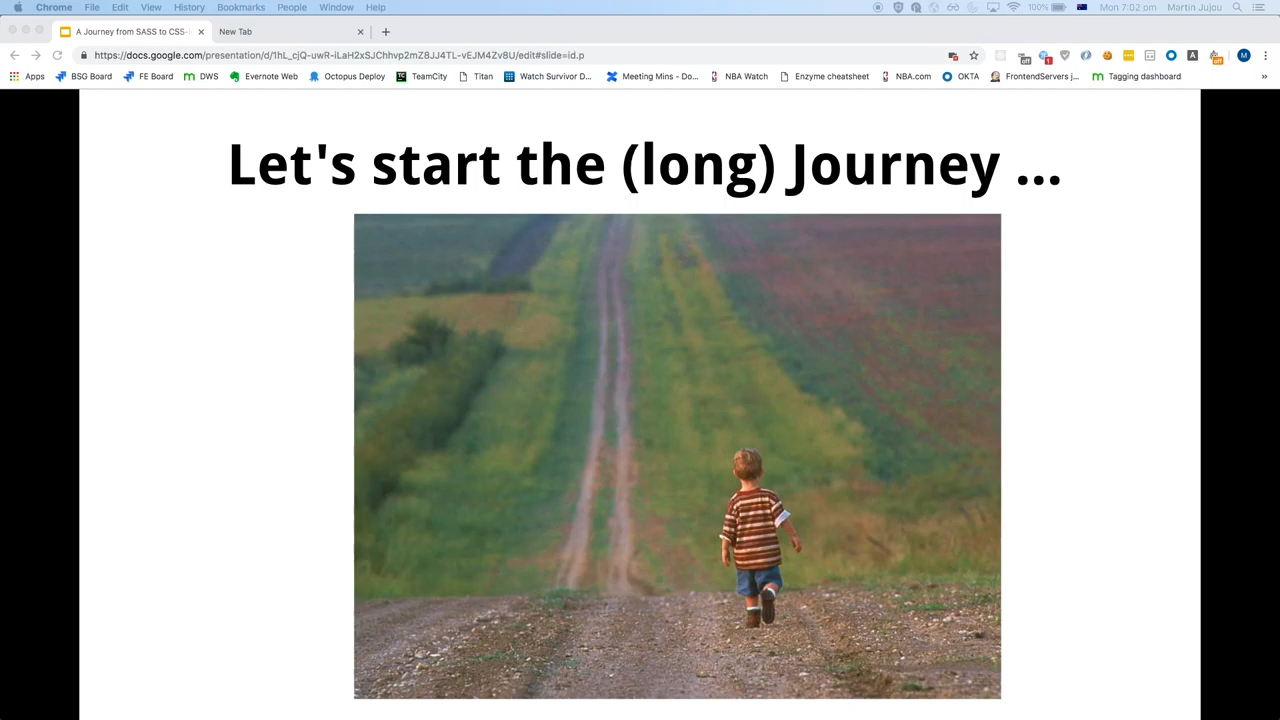 Chrome File Edit View History Bookmarks People Window Help 100% Mon 7:02 pm Martin Jujou
A Journey from SASS to CSS- New Tab
https://docs.google.com/presentation/d/1hL_cjQ-uwR-iLaH2xSJChhvp2mZ8JJ4TL-vEJM4Zv8U/edit#slide=id.p
Apps BSG Board FE Board DWS Evernote Web Octopus Deploy TeamCity Titan Watch Survivor D... Meeting Mins - Do... NBA Watch Enzyme cheatsheet NBA.com OKTA FrontendServers j... Tagging dashboard
Let's start the (long) Journey ...